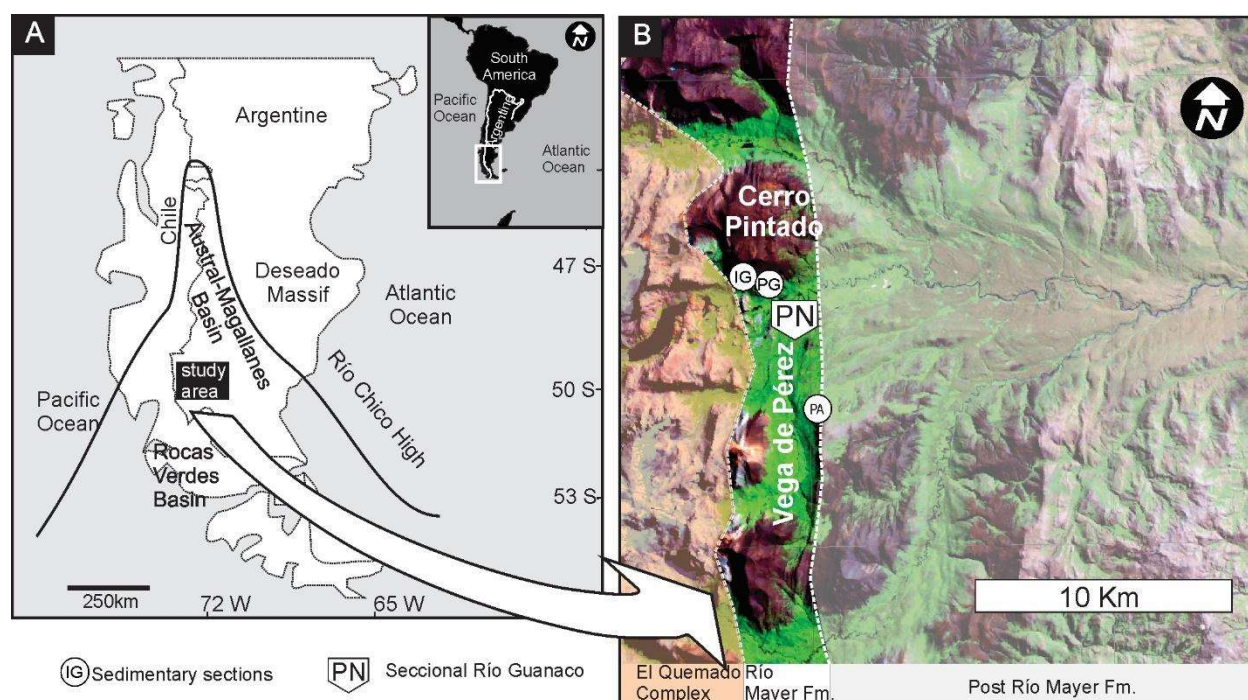 A
N
South
America
Pacific
Ocean
Argentine
Atlantic
Ocean
Argentine
Chile
Austral-Magallanes
Basin
Deseado
Massif
Atlantic
Ocean
47 S
study
area
50 S
Pacific
Ocean
Río Chico High
Rocas
Verdes
Basin
53 S
250km
72 W
65 W
B
N
Cerro
Pintado
IG
PG
PN
Vega de Pérez
PA
10 Km
El Quemado
Complex
Río
Mayer Fm.
Post Río Mayer Fm.
IG Sedimentary sections
PN Seccional Río Guanaco